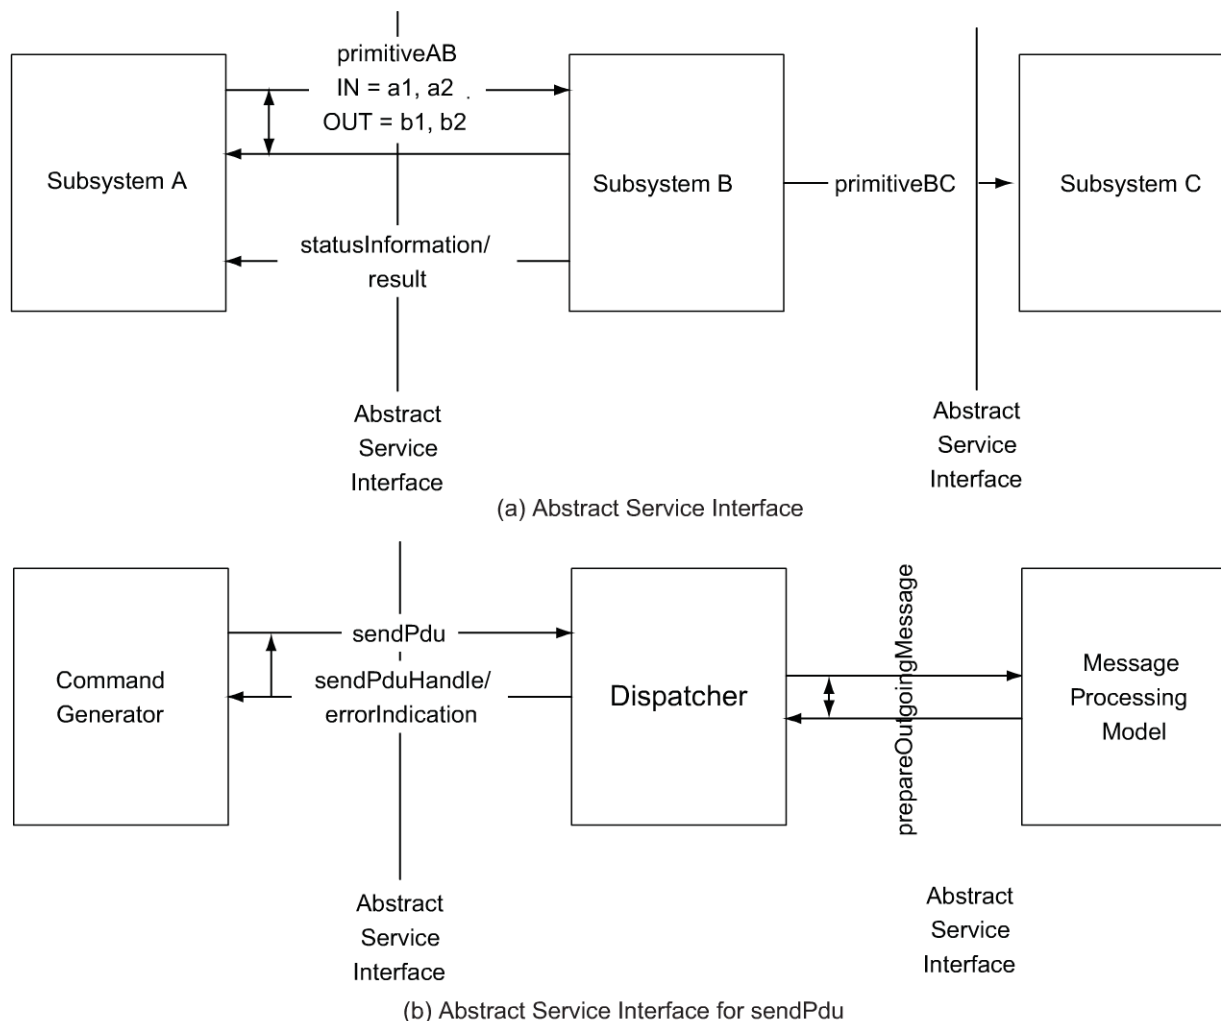 primitiveAB
IN = a1, a2 .
OUT = b1, b2
Subsystem A
Subsystem B
primitiveBC
Subsystem C
statusInformation/
result
Abstract
Service
Interface
Abstract
Service
Interface
(a) Abstract Service Interface
sendPdu
sendPduHandle/
errorIndication
Command
Generator
Dispatcher
prepareOutgoingMessage
Message
Processing
Model
Abstract
Service
Interface
Abstract
Service
Interface
(b) Abstract Service Interface for sendPdu